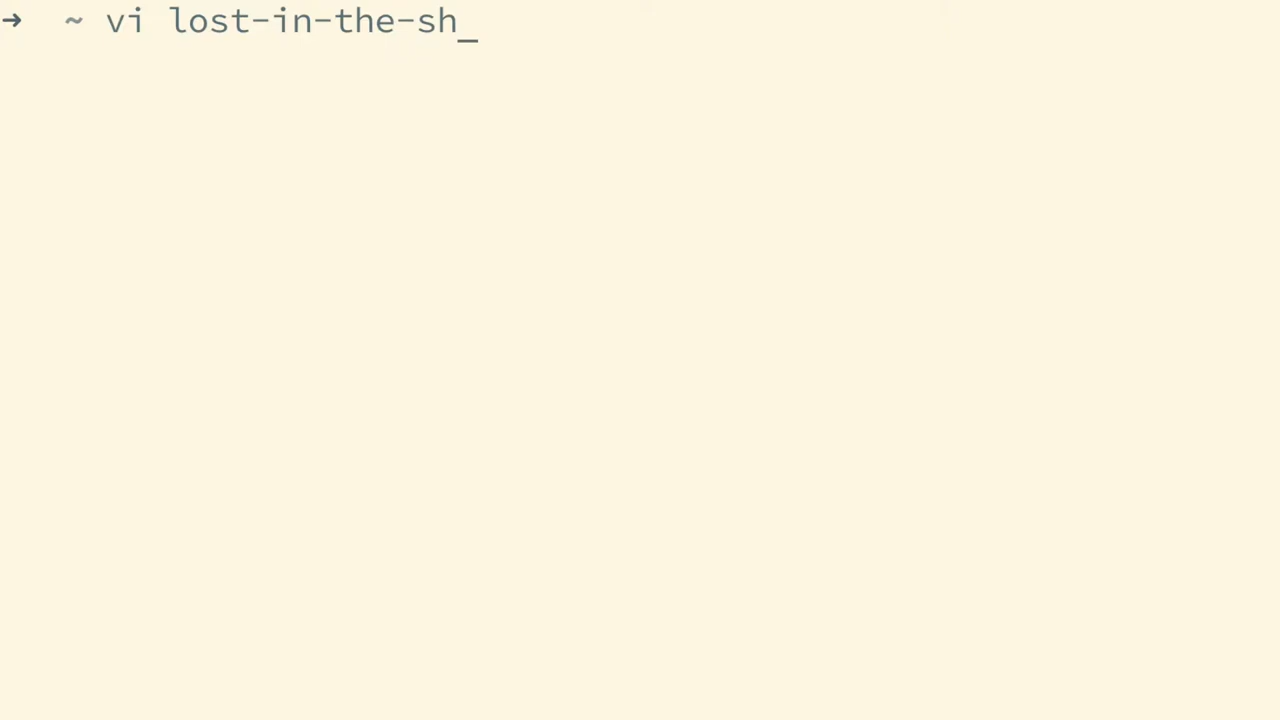 ➜  ~ vi lost-in-the-sh_